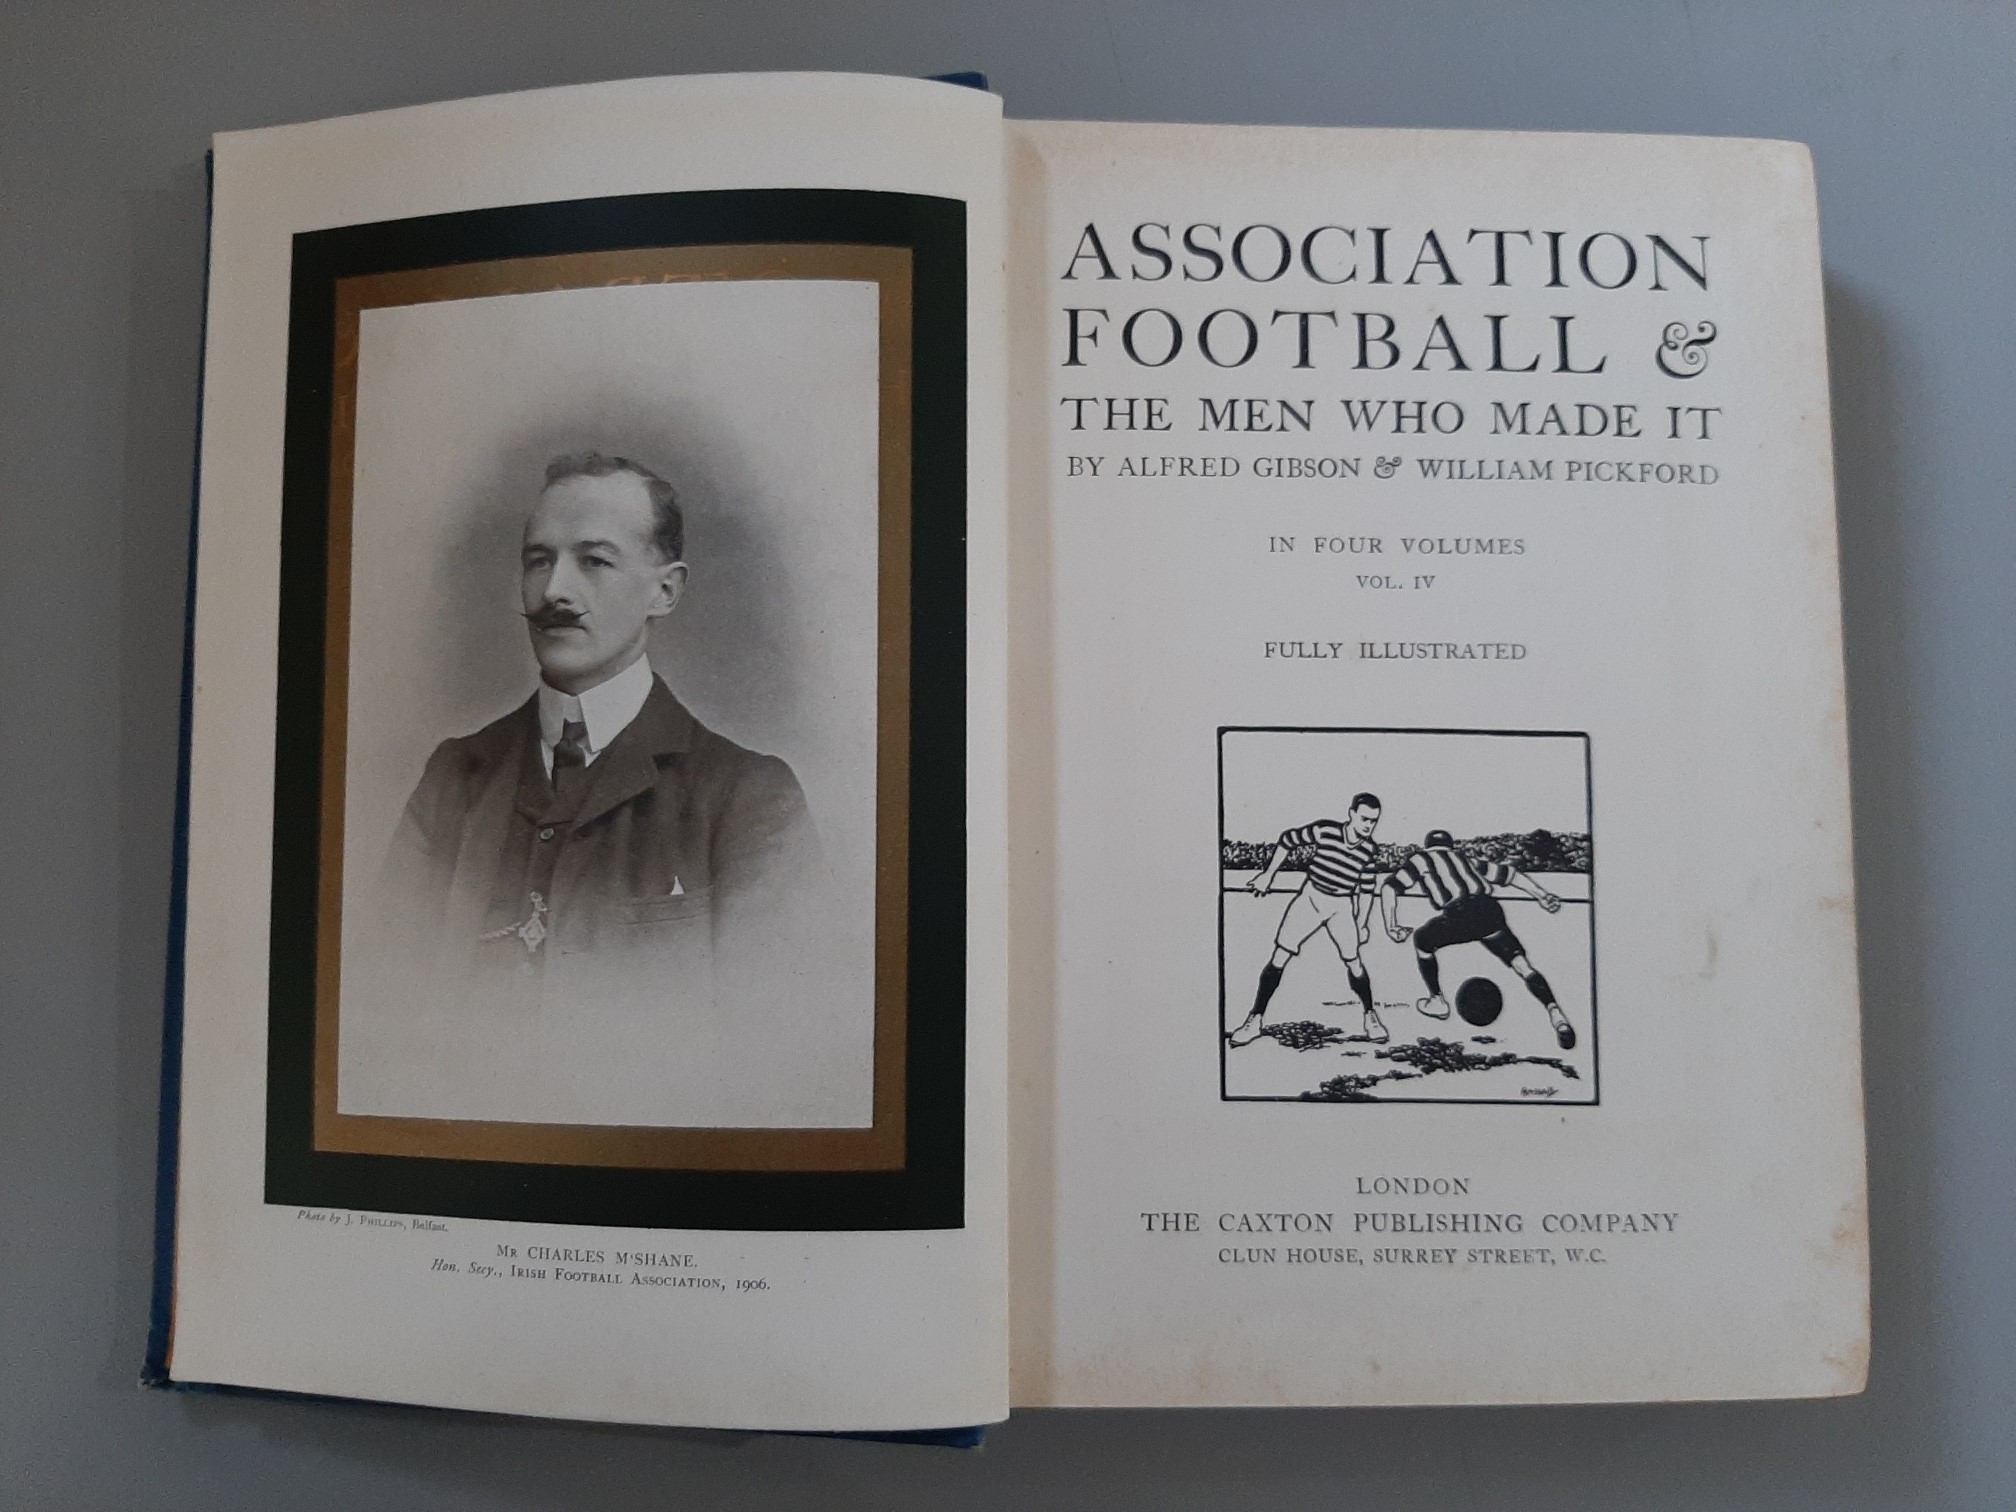 Photo by J. PHILLIPS, Belfast.
MR CHARLES M'SHANE.
Hon. Secy., IRISH FOOTBALL ASSOCIATION, 1906.
ASSOCIATION
FOOTBALL &
THE MEN WHO MADE IT
BY ALFRED GIBSON & WILLIAM PICKFORD
IN FOUR VOLUMES
VOL. IV
FULLY ILLUSTRATED
LONDON
THE CAXTON PUBLISHING COMPANY
CLUN HOUSE, SURREY STREET, W.C.